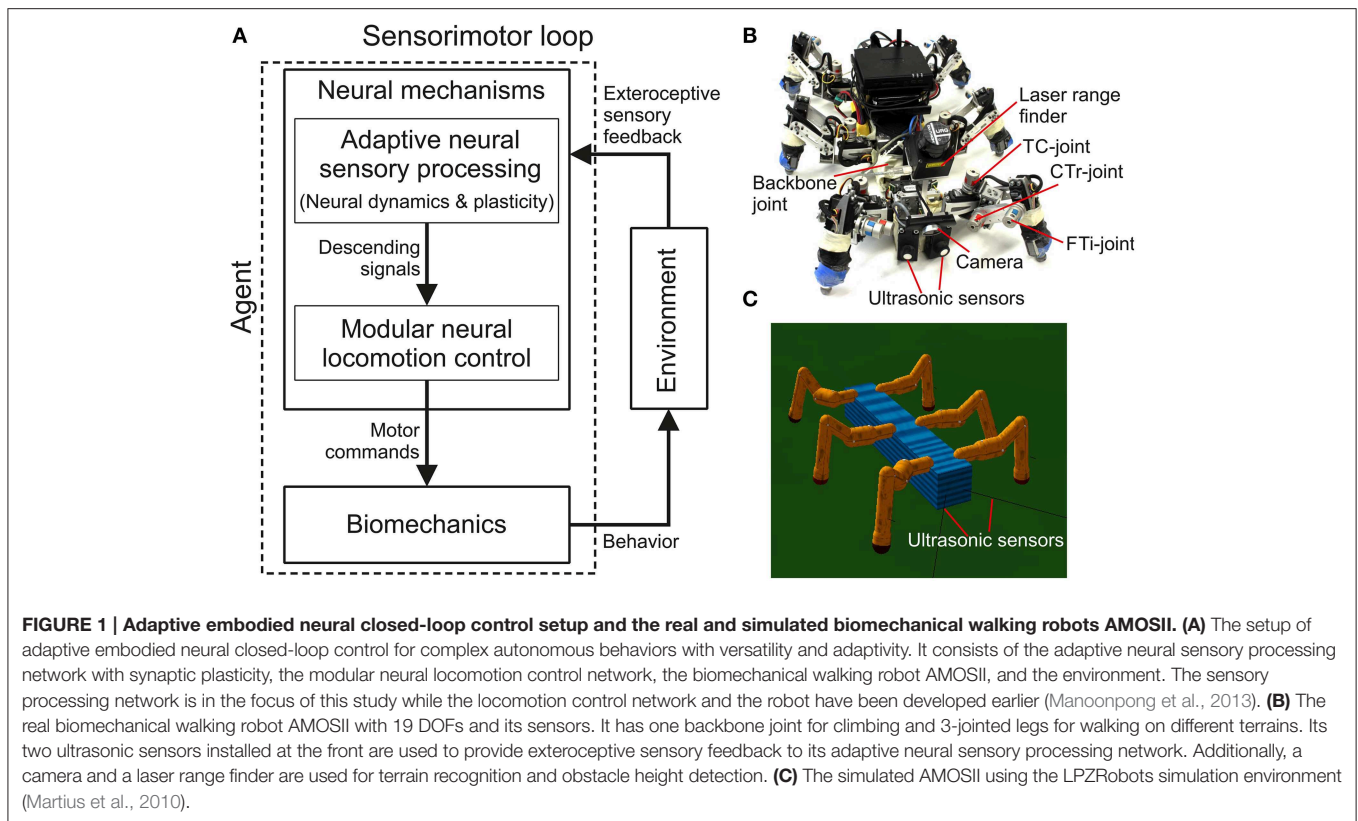 A
Sensorimotor loop
Neural mechanisms
Adaptive neural
sensory processing
(Neural dynamics & plasticity)
Descending
signals
Modular neural
locomotion control
Motor
commands
Biomechanics
Agent
Exteroceptive
sensory
feedback
Environment
Behavior
B
Laser range
finder
TC-joint
CTr-joint
FTi-joint
Backbone
joint
Camera
Ultrasonic sensors
URG
C
Ultrasonic sensors
FIGURE 1 | Adaptive embodied neural closed-loop control setup and the real and simulated biomechanical walking robots AMOSII. (A) The setup of
adaptive embodied neural closed-loop control for complex autonomous behaviors with versatility and adaptivity. It consists of the adaptive neural sensory processing
network with synaptic plasticity, the modular neural locomotion control network, the biomechanical walking robot AMOSII, and the environment. The sensory
processing network is in the focus of this study while the locomotion control network and the robot have been developed earlier (Manoonpong et al., 2013). (B) The
real biomechanical walking robot AMOSII with 19 DOFs and its sensors. It has one backbone joint for climbing and 3-jointed legs for walking on different terrains. Its
two ultrasonic sensors installed at the front are used to provide exteroceptive sensory feedback to its adaptive neural sensory processing network. Additionally, a
camera and a laser range finder are used for terrain recognition and obstacle height detection. (C) The simulated AMOSII using the LPZRobots simulation environment
(Martius et al., 2010).